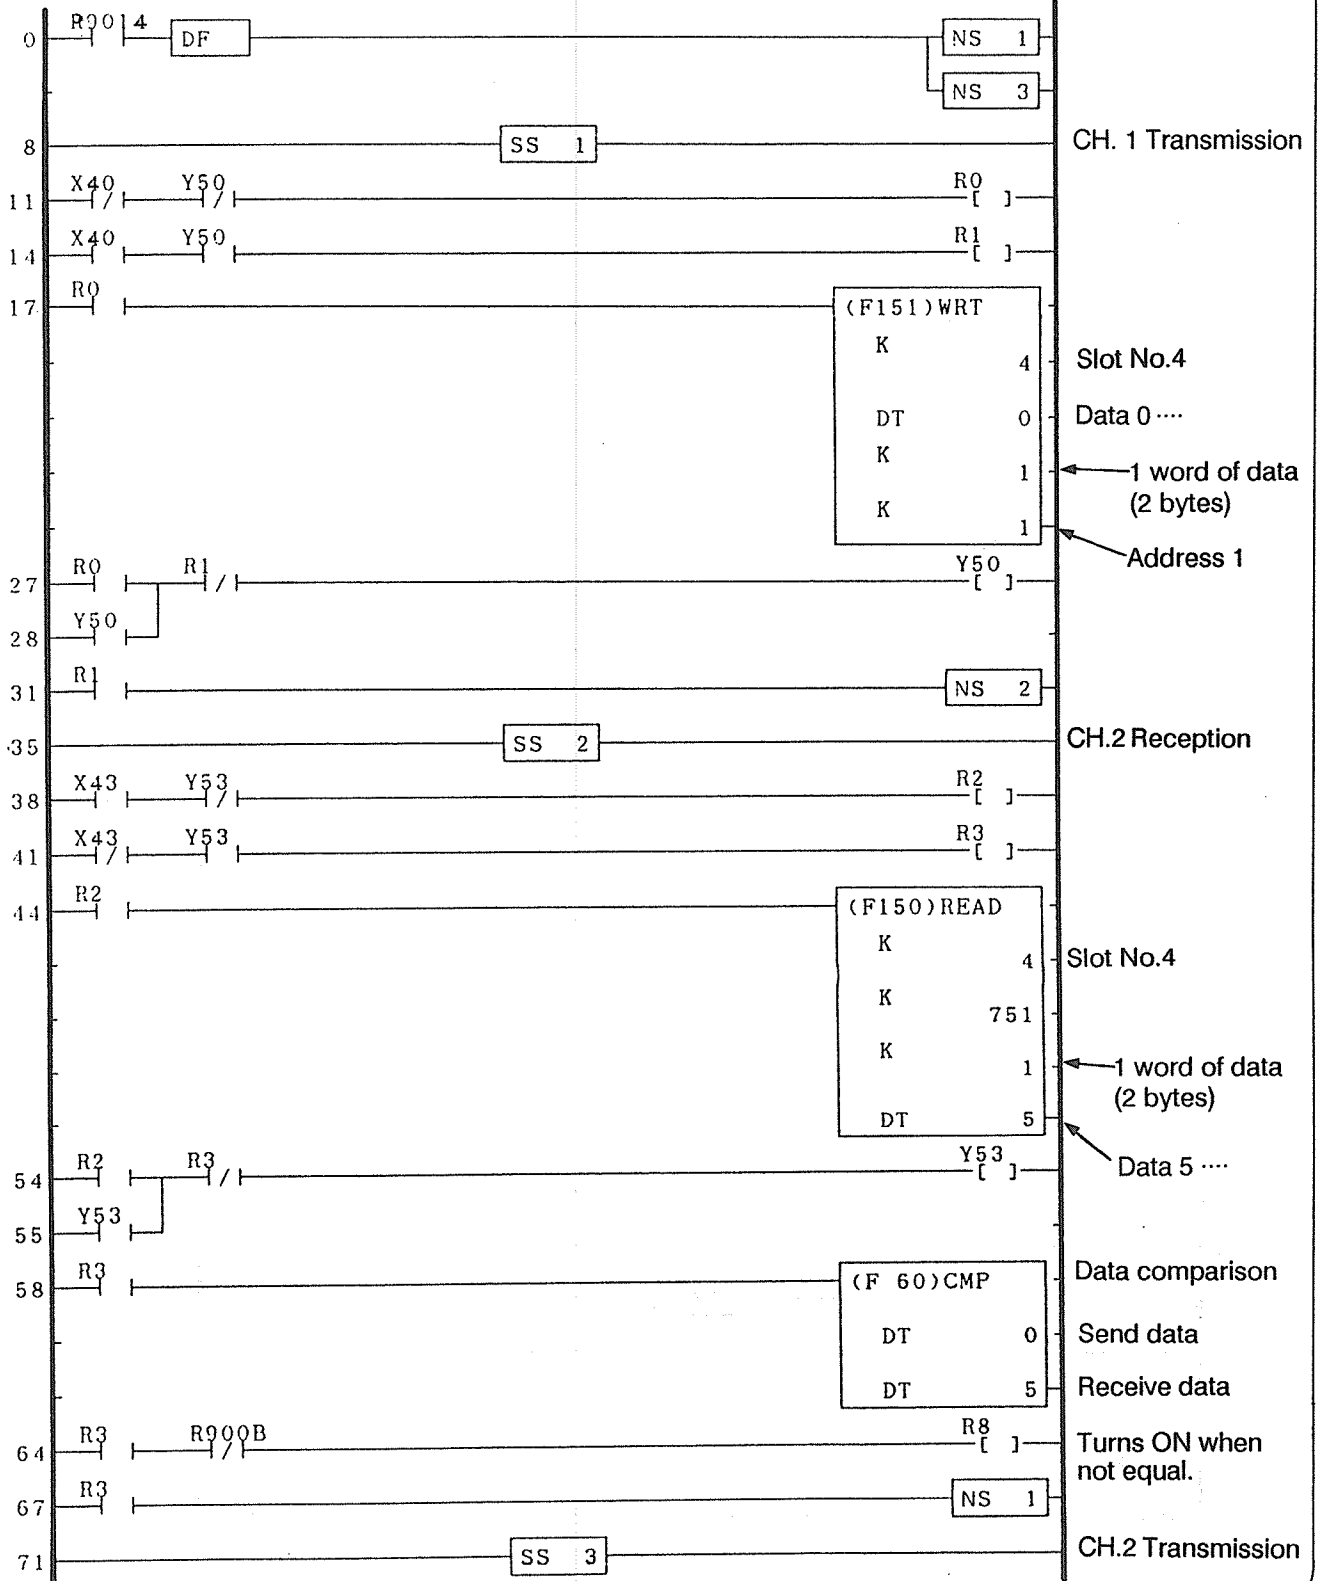 R9014
0 DF NS 1
NS 3
8 SS 1 CH. 1 Transmission
X40 Y50 R0
11
X40 Y50 R1
14
R0
17 (F151)WRT
K 4 Slot No.4
DT 0 Data 0 ····
K 1 1 word of data
(2 bytes)
K 1
Address 1
R0 R1 Y50
27
Y50
28
R1
31 NS 2
35 SS 2 CH.2 Reception
X43 Y53 R2
38
X43 Y53 R3
41
R2
44 (F150)READ
K 4 Slot No.4
K 751
K 1 1 word of data
(2 bytes)
DT 5
Data 5 ····
R2 R3 Y53
54
Y53
55
R3
58 (F 60)CMP Data comparison
DT 0 Send data
DT 5 Receive data
R3 R900B R8
64 Turns ON when
not equal.
R3
67 NS 1
71 SS 3 CH.2 Transmission